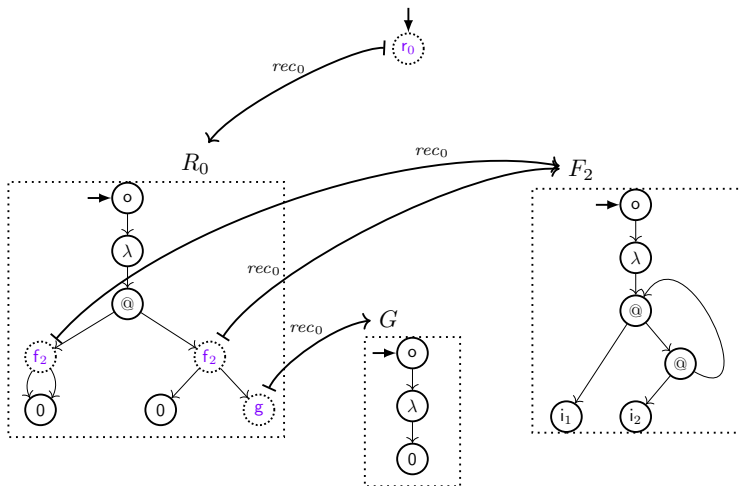 r₀
rec₀
R₀
rec₀
F₂
o
o
λ
λ
rec₀
@
@
rec₀
G
f₂
f₂
o
@
0
0
g
λ
i₁
i₂
0